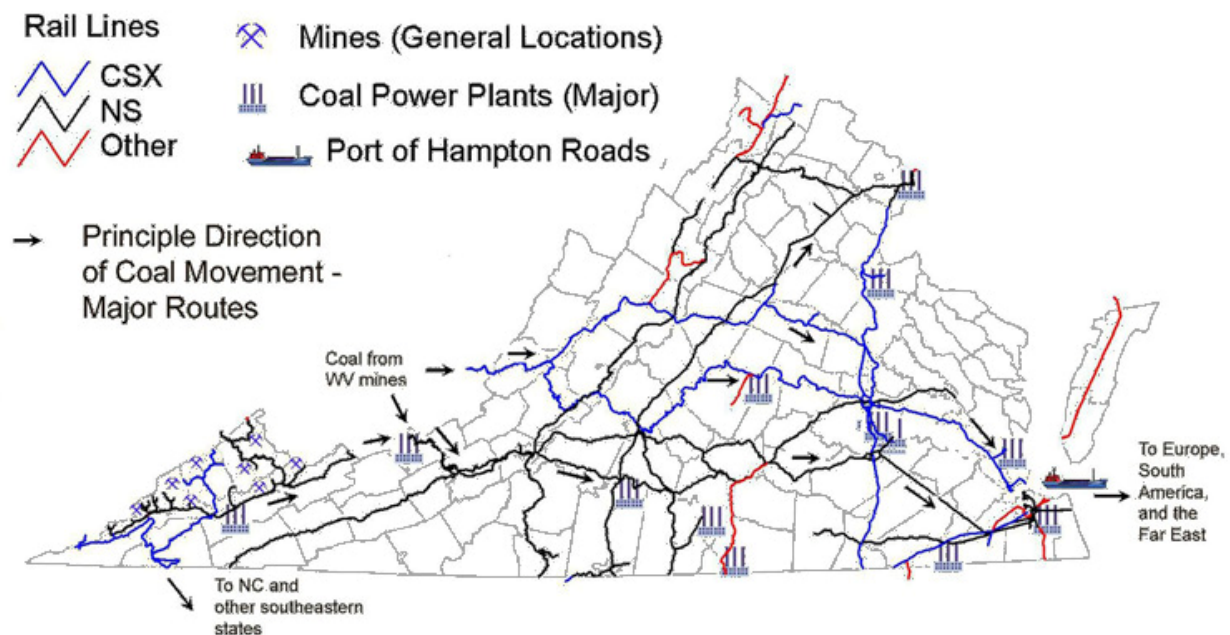 Rail Lines
CSX
NS
Other
Mines (General Locations)
Coal Power Plants (Major)
Port of Hampton Roads
Principle Direction
of Coal Movement -
Major Routes
Coal from
WV mines
To NC and
other southeastern
states
To Europe,
South
America,
and the
Far East